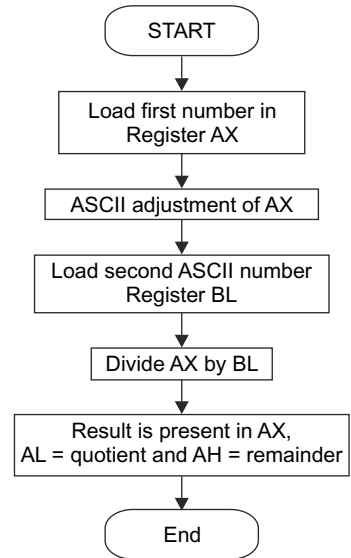 START
Load first number in
Register AX
ASCII adjustment of AX
Load second ASCII number
Register BL
Divide AX by BL
Result is present in AX,
AL = quotient and AH = remainder
End